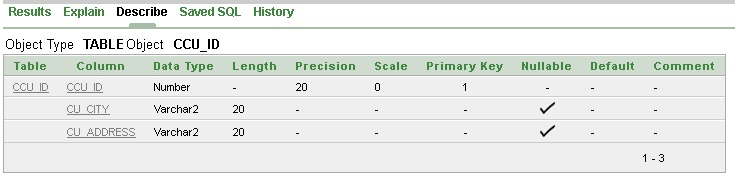 Results Explain Describe Saved SQL History
Object Type TABLE Object CCU_ID
Table Column Data Type Length Precision Scale Primary Key Nullable Default Comment
CCU_ID CCU_ID Number - 20 0 1 - - -
CU_CITY Varchar2 20 - - - - -
CU_ADDRESS Varchar2 20 - - - - -
1 - 3